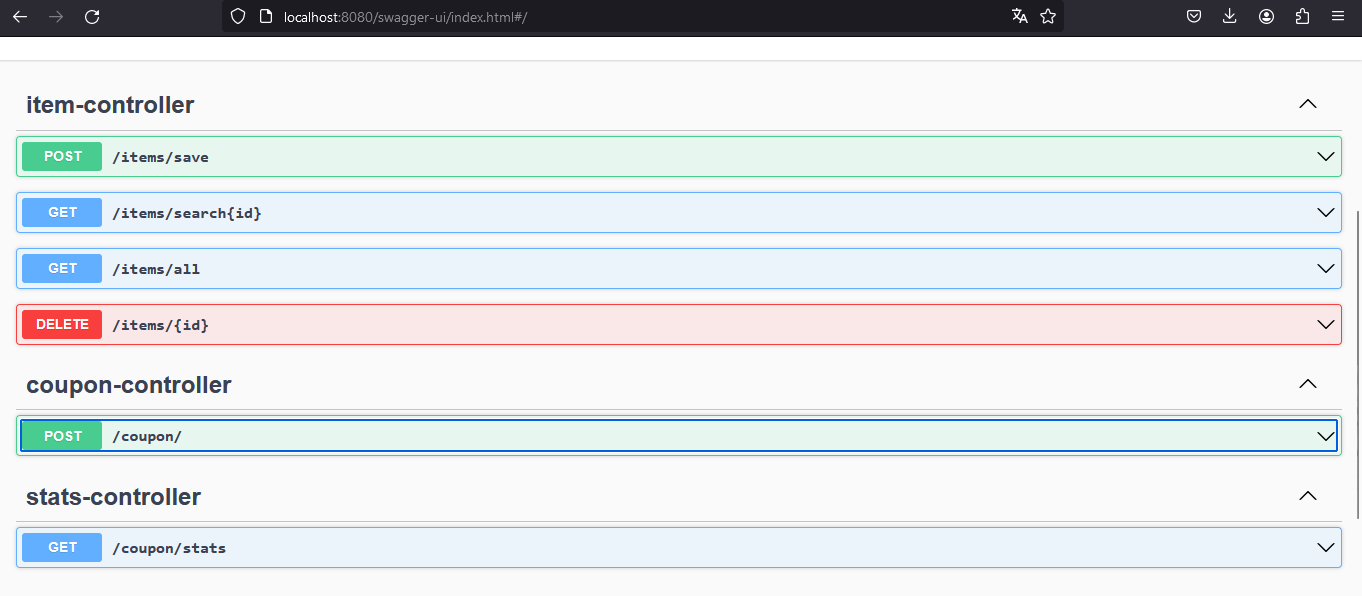 localhost:8080/swagger-ui/index.html#/
item-controller
POST /items/save
GET /items/search{id}
GET /items/all
DELETE /items/{id}
coupon-controller
POST /coupon/
stats-controller
GET /coupon/stats